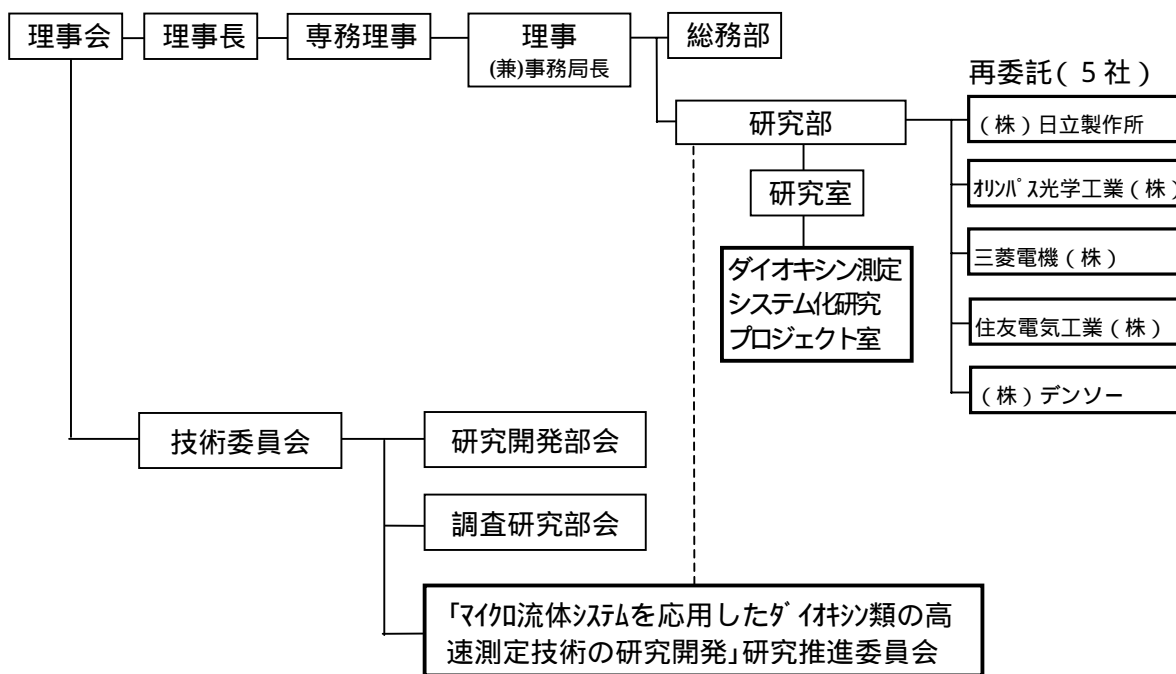 理事会
理事長
専務理事
理事
(兼)事務局長
総務部
再委託(5社)
研究部
(株)日立製作所
研究室
オリンパス光学工業(株)
ダイオキシン測定
システム化研究
プロジェクト室
三菱電機(株)
住友電気工業(株)
(株)デンソー
技術委員会
研究開発部会
調査研究部会
「マイクロ流体システムを応用したダイオキシン類の高
速測定技術の研究開発」研究推進委員会